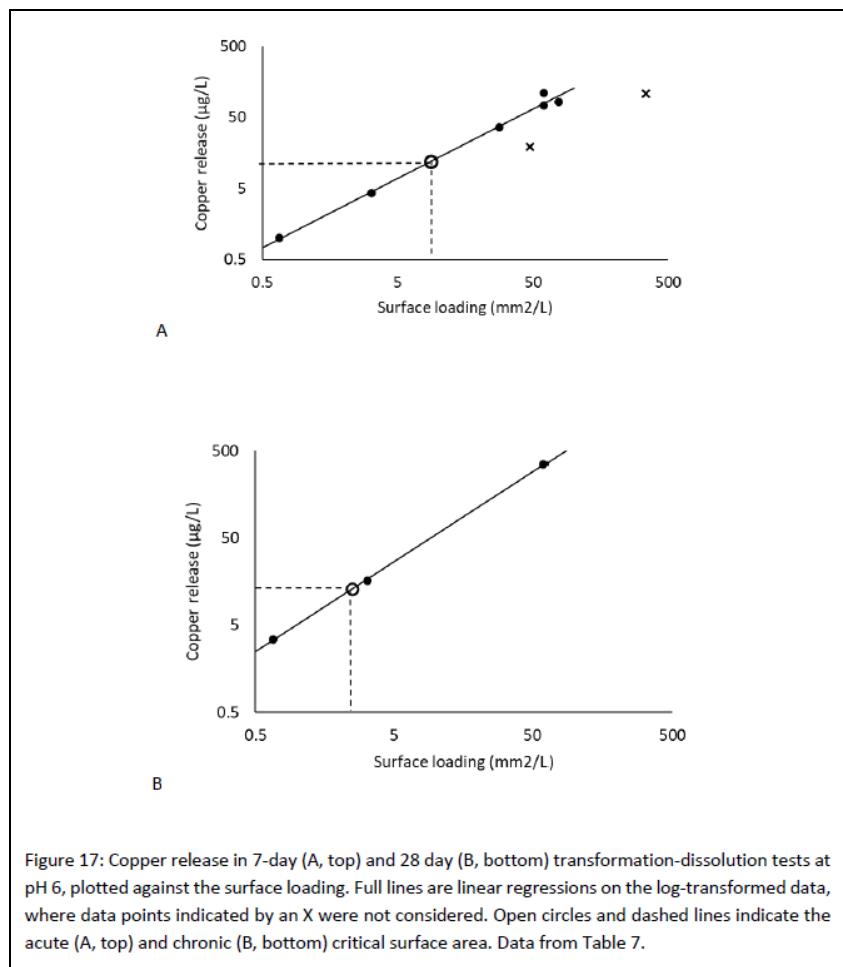 500
50
5
0.5
Copper release (µg/L)
0.5 5 50 500
Surface loading (mm2/L)
A
500
50
5
0.5
Copper release (µg/L)
0.5 5 50 500
Surface loading (mm2/L)
B
Figure 17: Copper release in 7-day (A, top) and 28 day (B, bottom) transformation-dissolution tests at
pH 6, plotted against the surface loading. Full lines are linear regressions on the log-transformed data,
where data points indicated by an X were not considered. Open circles and dashed lines indicate the
acute (A, top) and chronic (B, bottom) critical surface area. Data from Table 7.